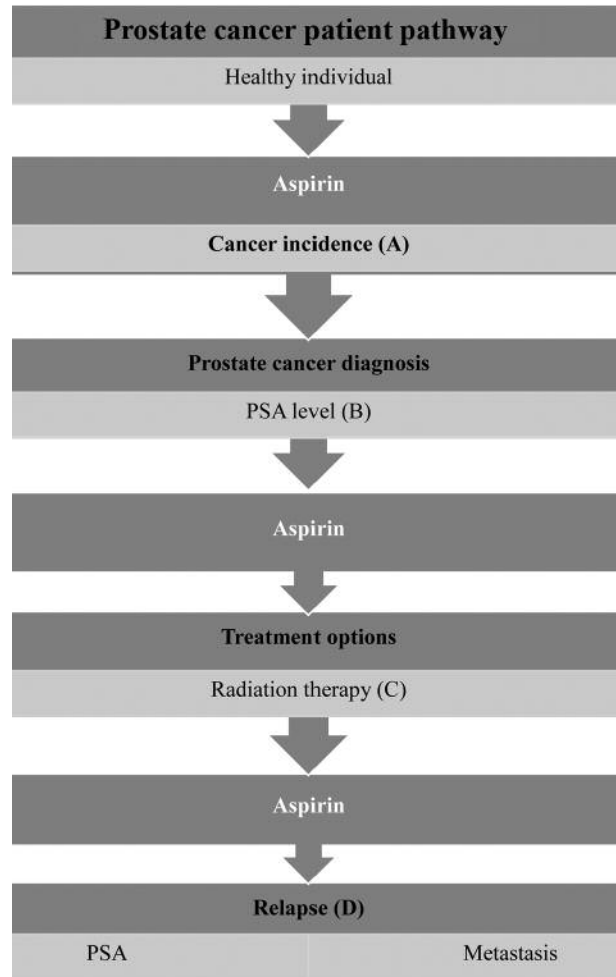 Prostate cancer patient pathway
Healthy individual
Aspirin
Cancer incidence (A)
Prostate cancer diagnosis
PSA level (B)
Aspirin
Treatment options
Radiation therapy (C)
Aspirin
Relapse (D)
PSA
Metastasis